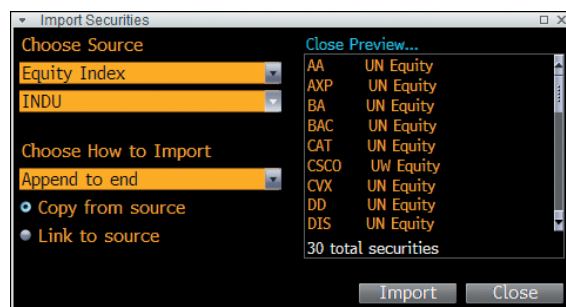 Import Securities
Choose Source
Equity Index
INDU
Choose How to Import
Append to end
Copy from source
Link to source
Close Preview...
AA UN Equity
AXP UN Equity
BA UN Equity
BAC UN Equity
CAT UN Equity
CSCO UW Equity
CVX UN Equity
DD UN Equity
DIS UN Equity
30 total securities
Import Close